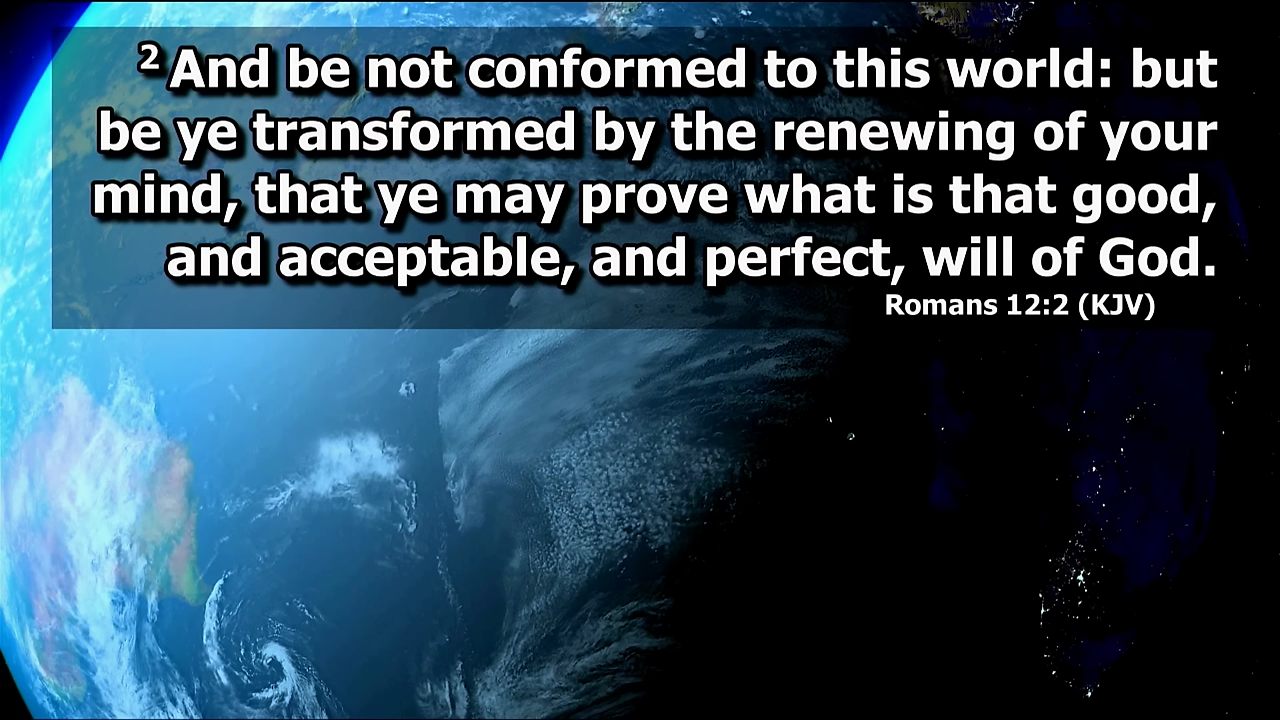 2 And be not conformed to this world: but
be ye transformed by the renewing of your
mind, that ye may prove what is that good,
and acceptable, and perfect, will of God.
Romans 12:2 (KJV)